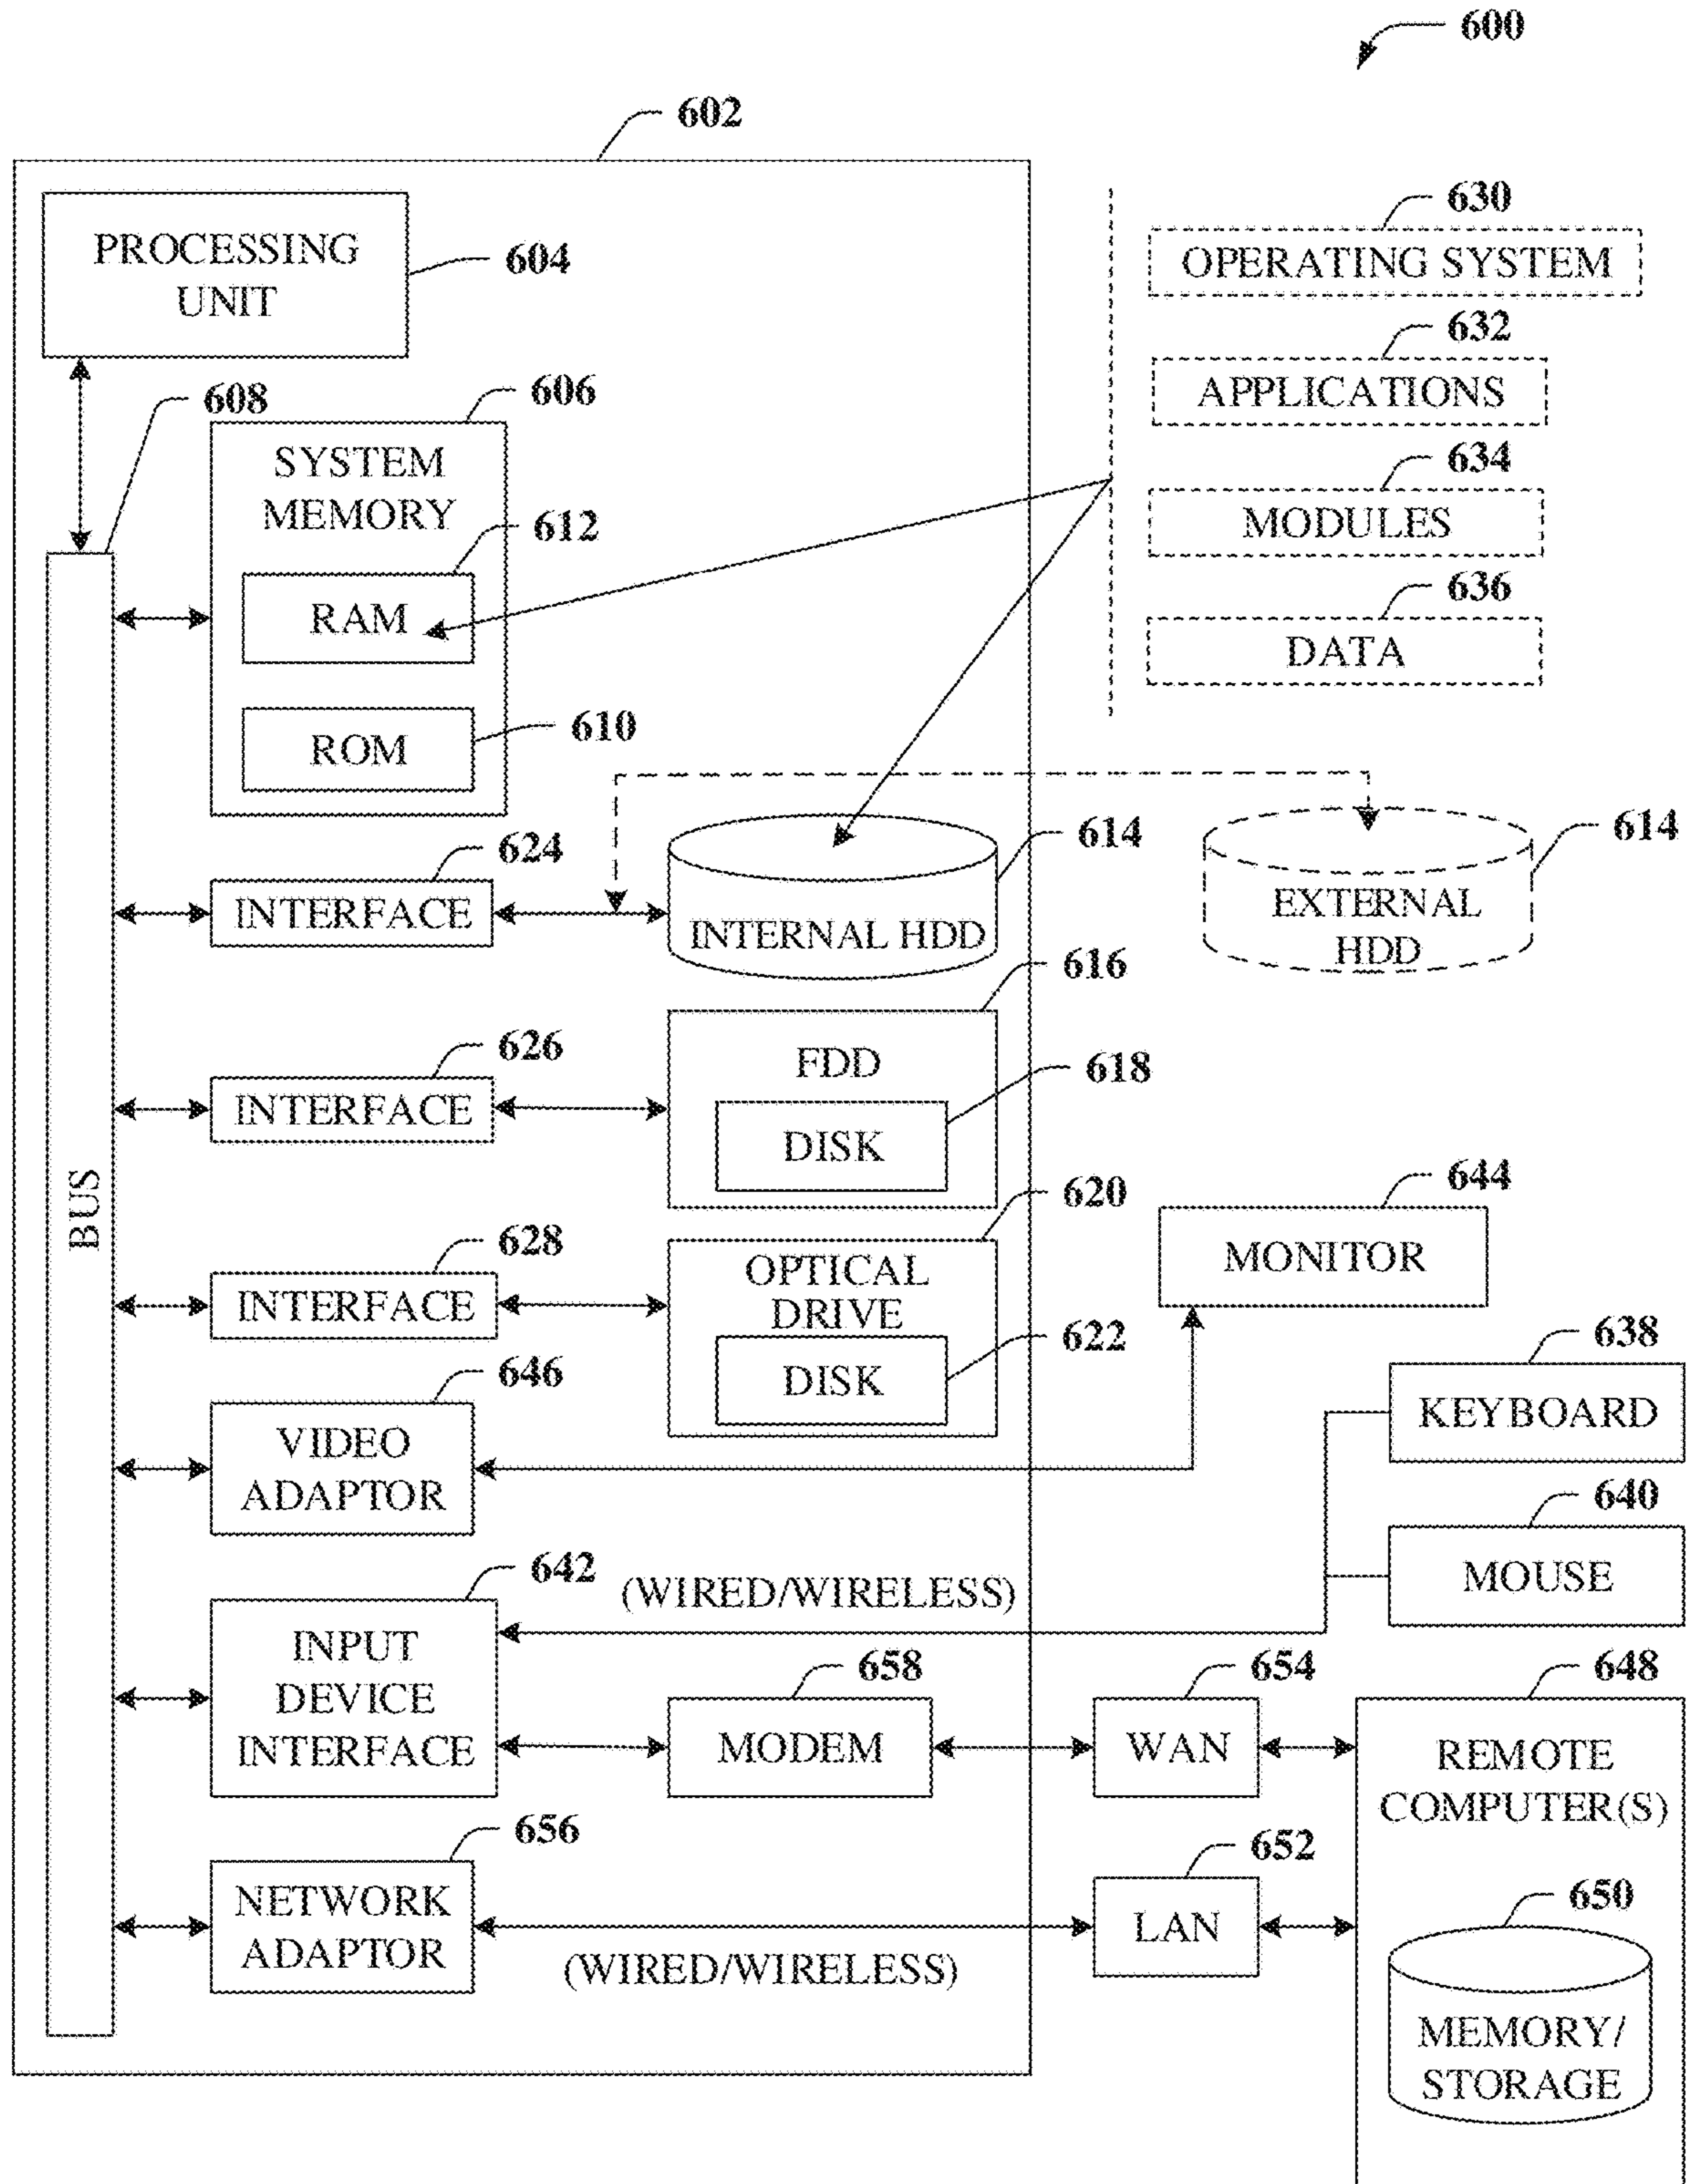 600
602
PROCESSING
UNIT
604
630
OPERATING SYSTEM
632
APPLICATIONS
634
MODULES
636
DATA
608
606
SYSTEM
MEMORY
612
RAM
610
ROM
BUS
624
INTERFACE
614
INTERNAL HDD
614
EXTERNAL
HDD
626
INTERFACE
616
FDD
618
DISK
628
INTERFACE
620
OPTICAL
DRIVE
622
DISK
644
MONITOR
646
VIDEO
ADAPTOR
638
KEYBOARD
640
MOUSE
642
INPUT
DEVICE
INTERFACE
(WIRED/WIRELESS)
658
MODEM
654
WAN
648
REMOTE
COMPUTER(S)
656
NETWORK
ADAPTOR
(WIRED/WIRELESS)
652
LAN
650
MEMORY/
STORAGE